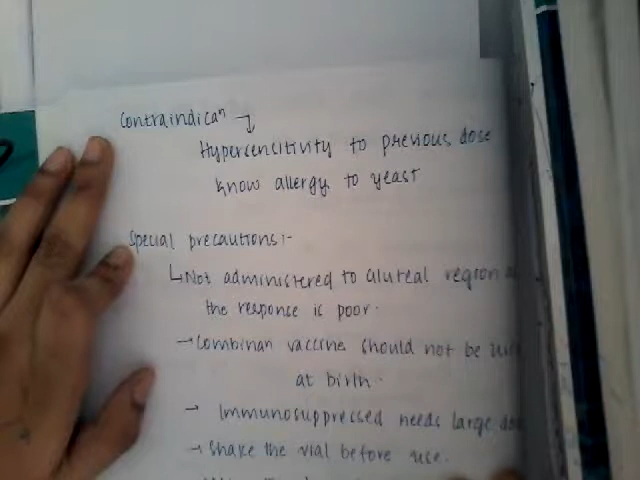 Contraindicaⁿ
Hypersensitivity to previous dose
know allergy to yeast
Special precautions:-
Not administered to gluteal region
the response is poor.
→ Combinan vaccine should not be
at birth.
→ Immunosuppressed needs large
→ Shake the vial before use.